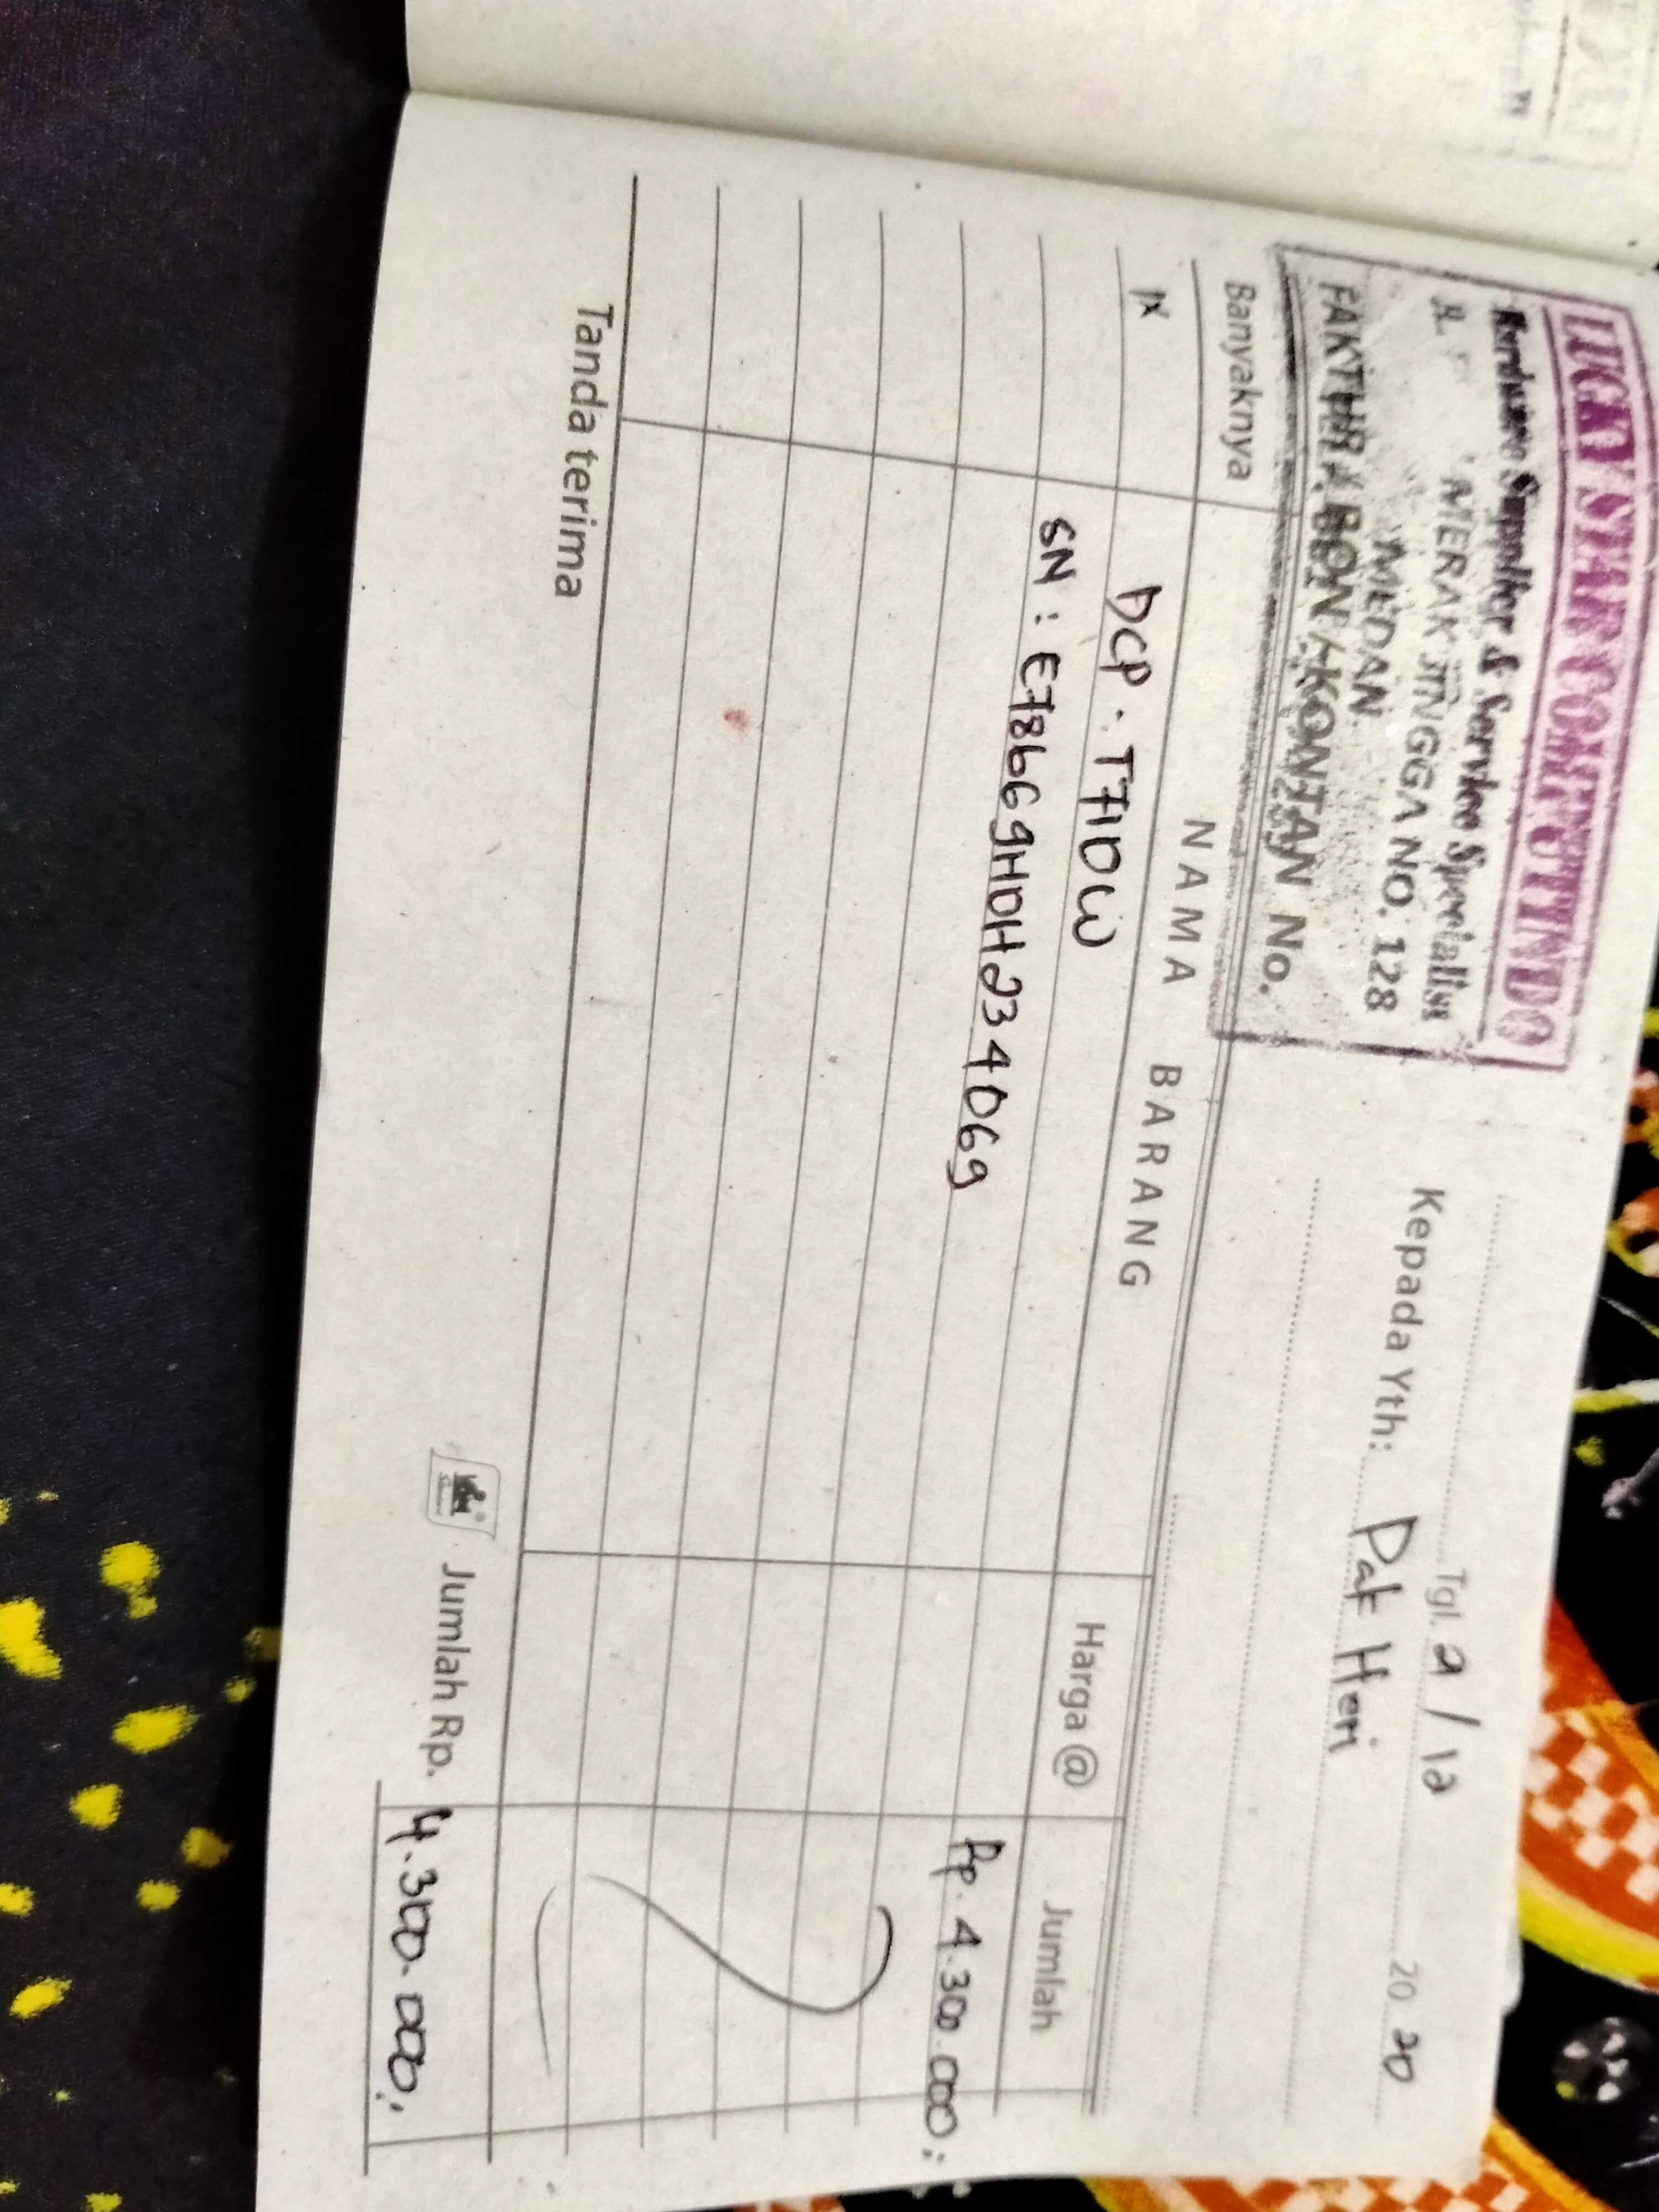 LUCKY STAR COMPUTINDO
Hardware Supplier & Service Specialist
JL. MERAK JINGGA NO. 128
MEDAN.
FAKTUR / BON / KONTAN No.
Tgl. 2 / 12 20 20
Kepada Yth: Pak Heri
Banyaknya NAMA BARANG Harga @ Jumlah
1x DCP. T710W Rp. 4.300.000,:
SN : E786669H0H234069
Tanda terima Jumlah Rp. 4.300.000,: